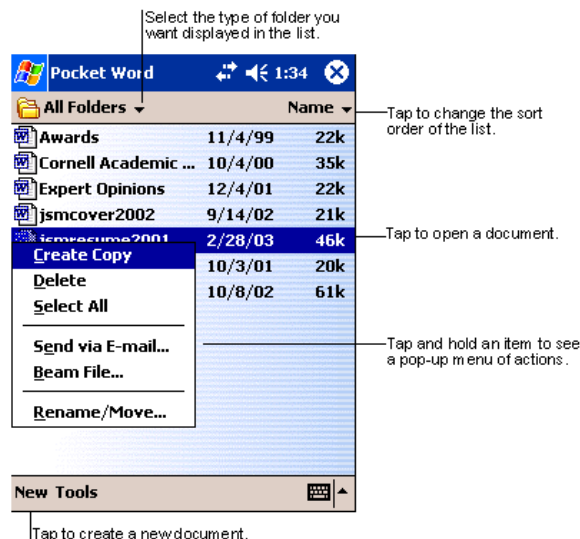 Select the type of folder you
want displayed in the list.
Pocket Word 1:34
All Folders Name
Tap to change the sort
order of the list.
Awards 11/4/99 22k
Cornell Academic ... 10/4/00 35k
Expert Opinions 12/4/01 22k
jsmcover2002 9/14/02 21k
jsmresume2001 2/28/03 46k
Tap to open a document.
Create Copy 10/3/01 20k
Delete 10/8/02 61k
Select All
Send via E-mail...
Tap and hold an item to see
a pop-up menu of actions.
Beam File...
Rename/Move...
New Tools
Tap to create a new document.